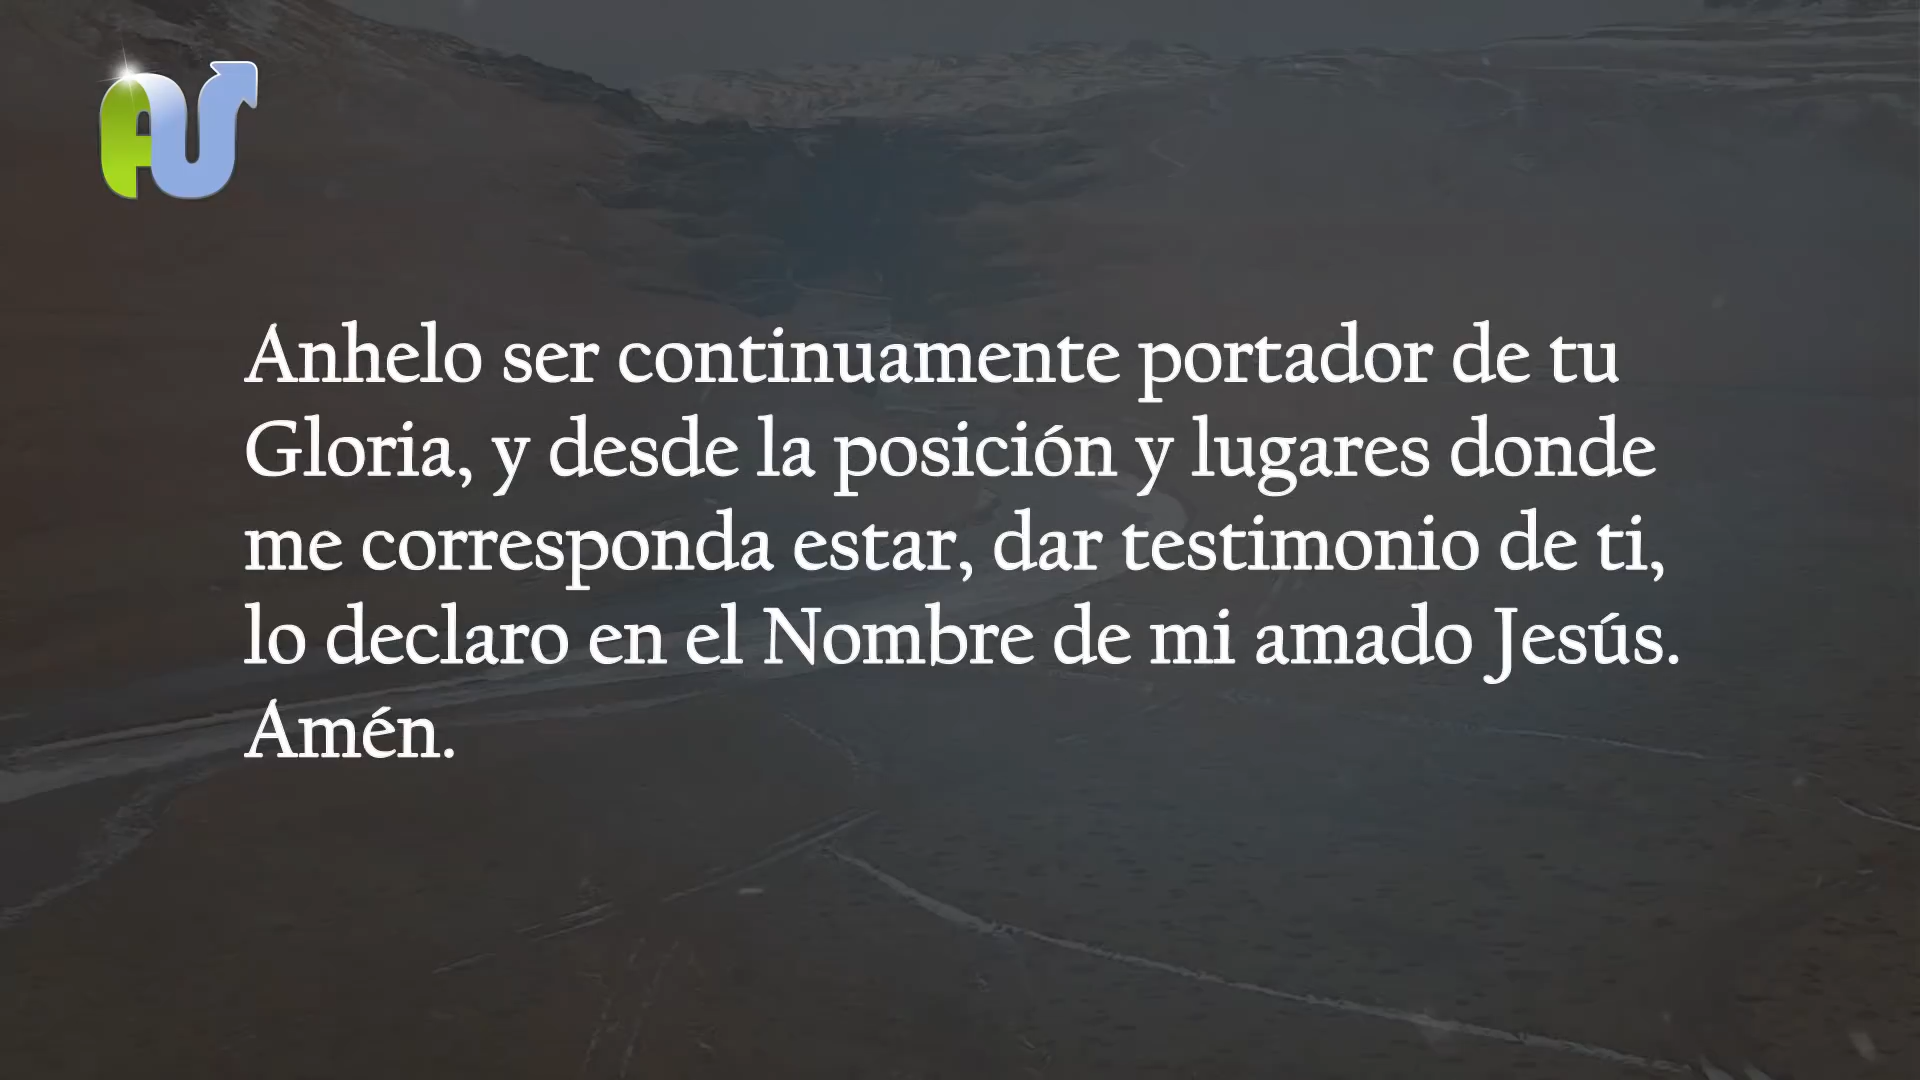 AU
Anhelo ser continuamente portador de tu
Gloria, y desde la posición y lugares donde
me corresponda estar, dar testimonio de ti,
lo declaro en el Nombre de mi amado Jesús.
Amén.